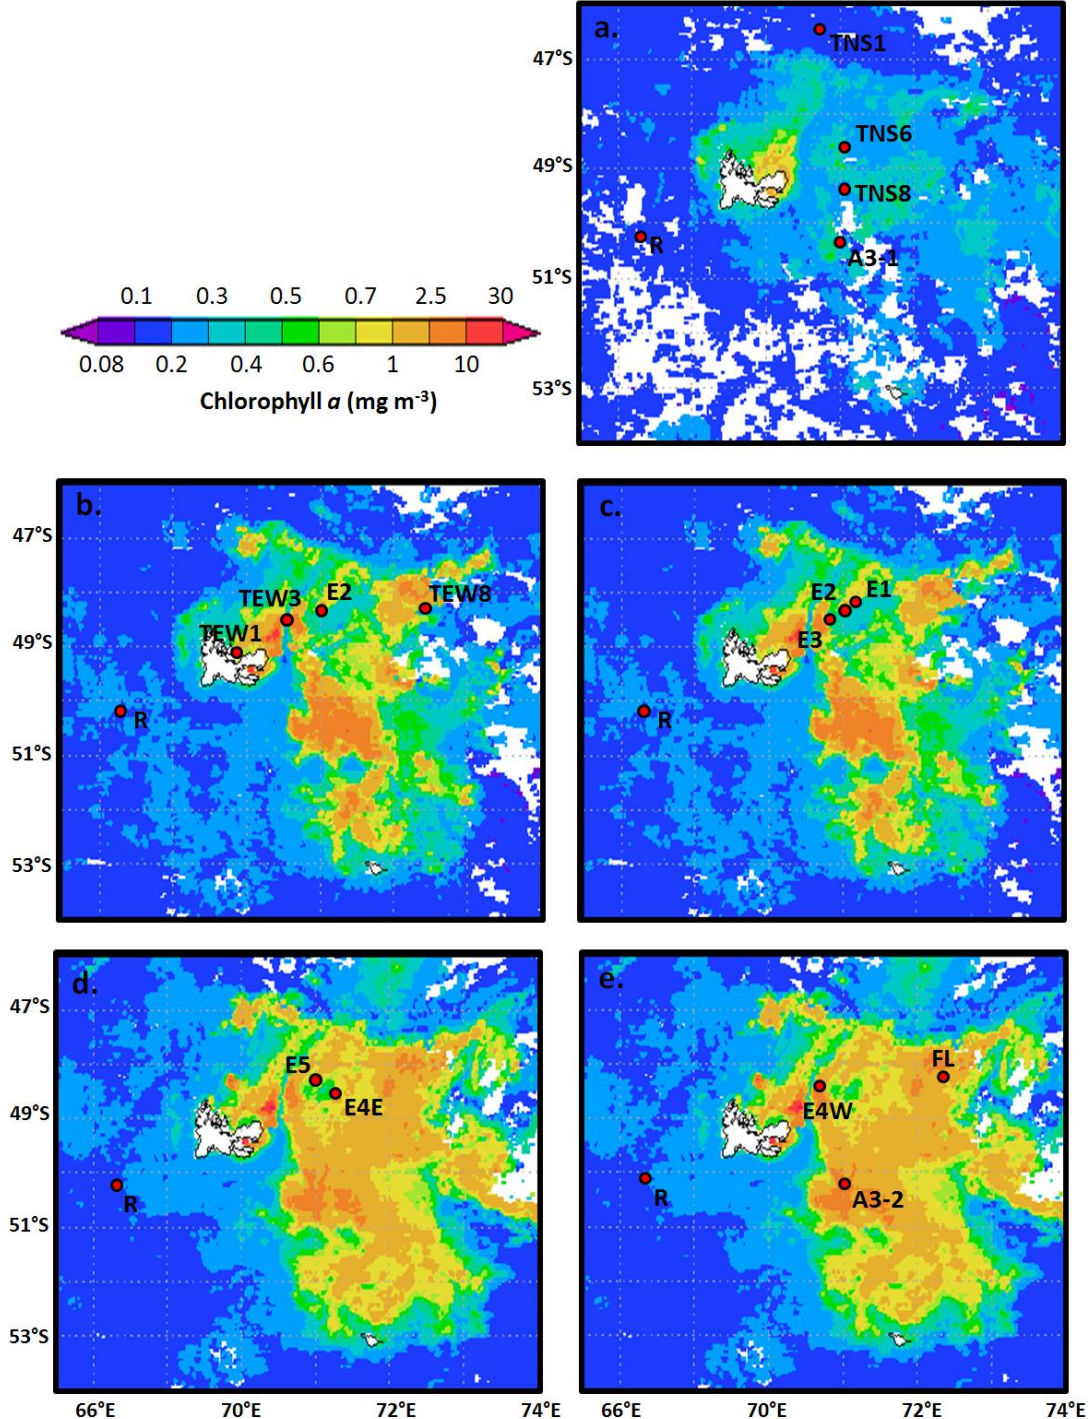 a.
TNS1
47°S
TNS6
49°S
TNS8
R
A3-1
51°S
53°S
0.1 0.3 0.5 0.7 2.5 30
0.08 0.2 0.4 0.6 1 10
Chlorophyll a (mg m-3)
b.
47°S
TEW3 E2 TEW8
TEW1
49°S
R
51°S
53°S
c.
E2 E1
E3
R
d.
47°S
E5
E4E
49°S
R
51°S
53°S
66°E 70°E 72°E 74°E
e.
FL
E4W
R
A3-2
66°E 70°E 72°E 74°E